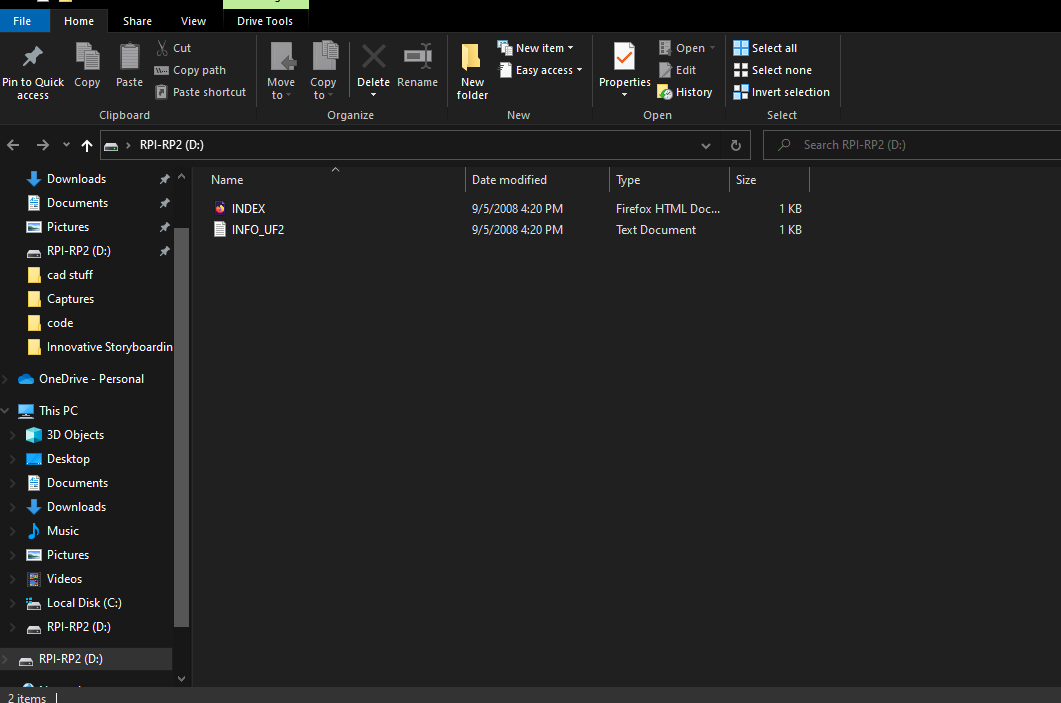 File Home Share View Drive Tools
Pin to Quick access
Copy
Paste
Cut
Copy path
Paste shortcut
Clipboard
Move to
Copy to
Delete
Rename
Organize
New folder
New item
Easy access
New
Properties
Open
Edit
History
Open
Select all
Select none
Invert selection
Select
RPI-RP2 (D:)
Search RPI-RP2 (D:)
Downloads
Documents
Pictures
RPI-RP2 (D:)
cad stuff
Captures
code
Innovative Storyboardin
OneDrive - Personal
This PC
3D Objects
Desktop
Documents
Downloads
Music
Pictures
Videos
Local Disk (C:)
RPI-RP2 (D:)
RPI-RP2 (D:)
Name Date modified Type Size
INDEX 9/5/2008 4:20 PM Firefox HTML Doc... 1 KB
INFO_UF2 9/5/2008 4:20 PM Text Document 1 KB
2 items